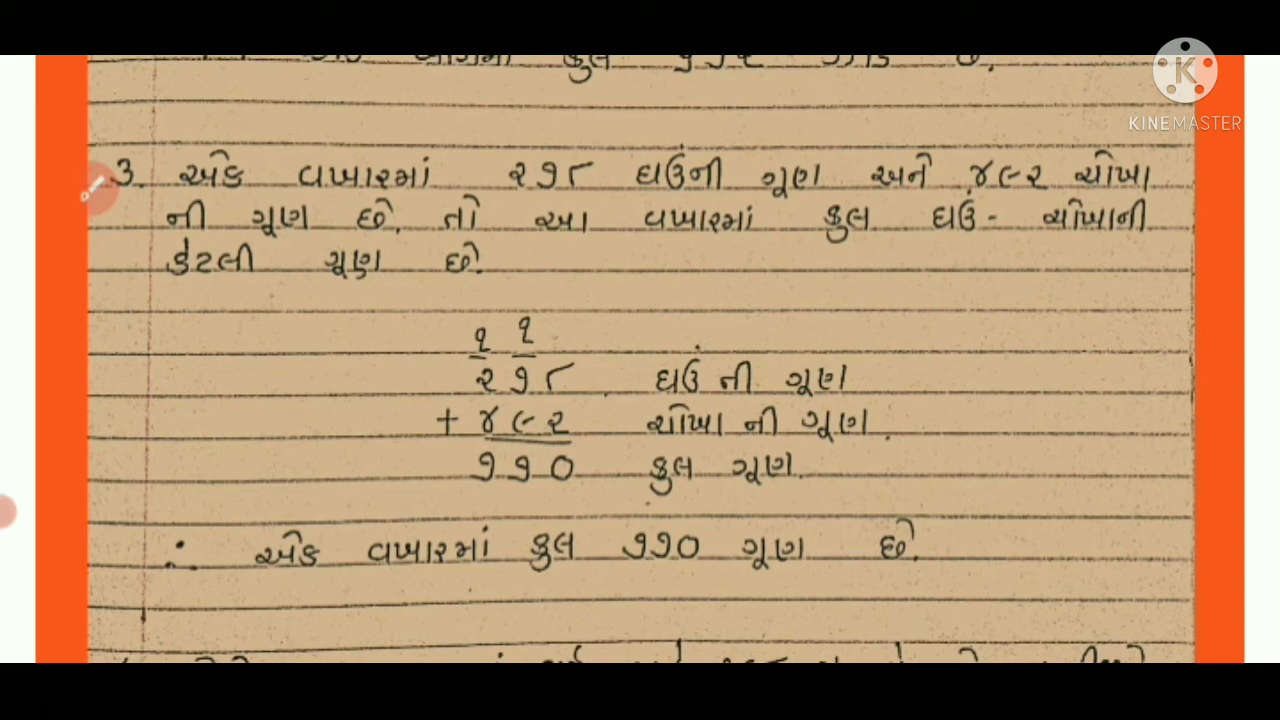 KINEMASTER
૩. એક વખારમાં ૨૭૮ ઘઉંની ગૂણ અને ૪૯૨ ચોખા
ની ગૂણ છે. તો આ વખારમાં કુલ ઘઉં - ચોખાની
કેટલી ગૂણ છે.
૧ ૧
૨૭૮ ઘઉં ની ગૂણ
+ ૪૯૨ ચોખા ની ગૂણ.
૭૭૦ કુલ ગૂણ.
∴ એક વખારમાં કુલ ૭૭૦ ગૂણ છે.